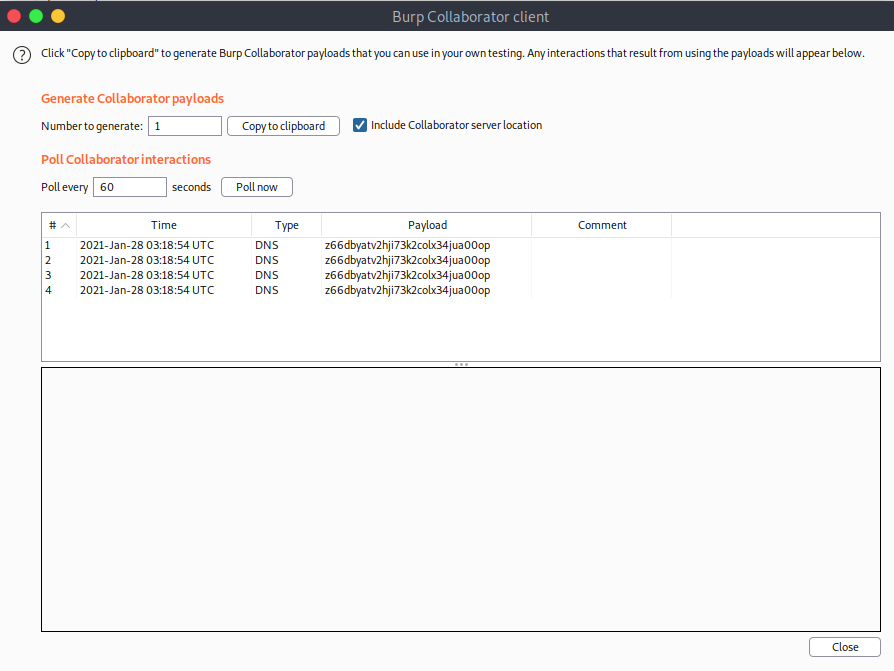 Burp Collaborator client
? Click "Copy to clipboard" to generate Burp Collaborator payloads that you can use in your own testing. Any interactions that result from using the payloads will appear below.
Generate Collaborator payloads
Number to generate: 1 Copy to clipboard Include Collaborator server location
Poll Collaborator interactions
Poll every 60 seconds Poll now
# Time Type Payload Comment
1 2021-Jan-28 03:18:54 UTC DNS z66dbyatv2hji73k2colx34jua00op
2 2021-Jan-28 03:18:54 UTC DNS z66dbyatv2hji73k2colx34jua00op
3 2021-Jan-28 03:18:54 UTC DNS z66dbyatv2hji73k2colx34jua00op
4 2021-Jan-28 03:18:54 UTC DNS z66dbyatv2hji73k2colx34jua00op
Close